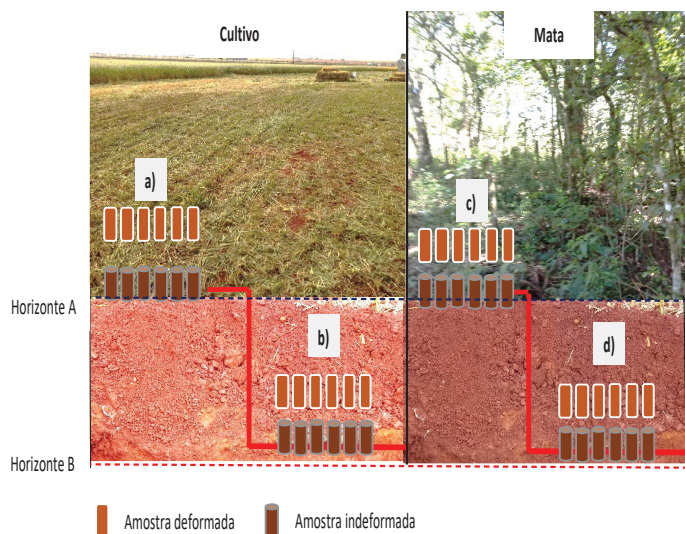 Cultivo
Mata
a)
c)
Horizonte A
b)
d)
Horizonte B
Amostra deformada
Amostra indeformada